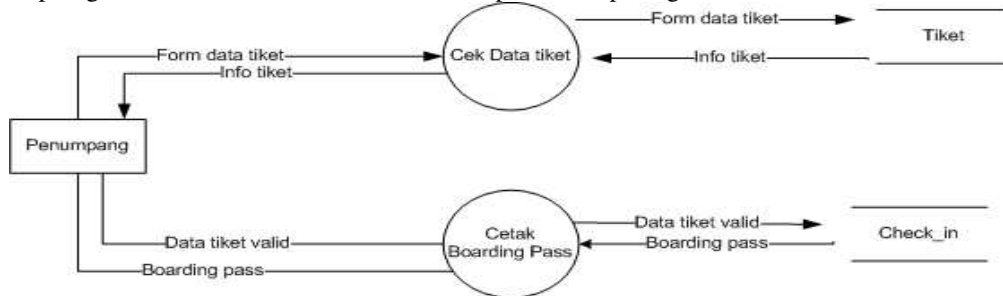 Form data tiket
Tiket
Form data tiket
Cek Data tiket
Info tiket
Info tiket
Penumpang
Data tiket valid
Cetak
Boarding Pass
Data tiket valid
Check_in
Boarding pass
Boarding pass